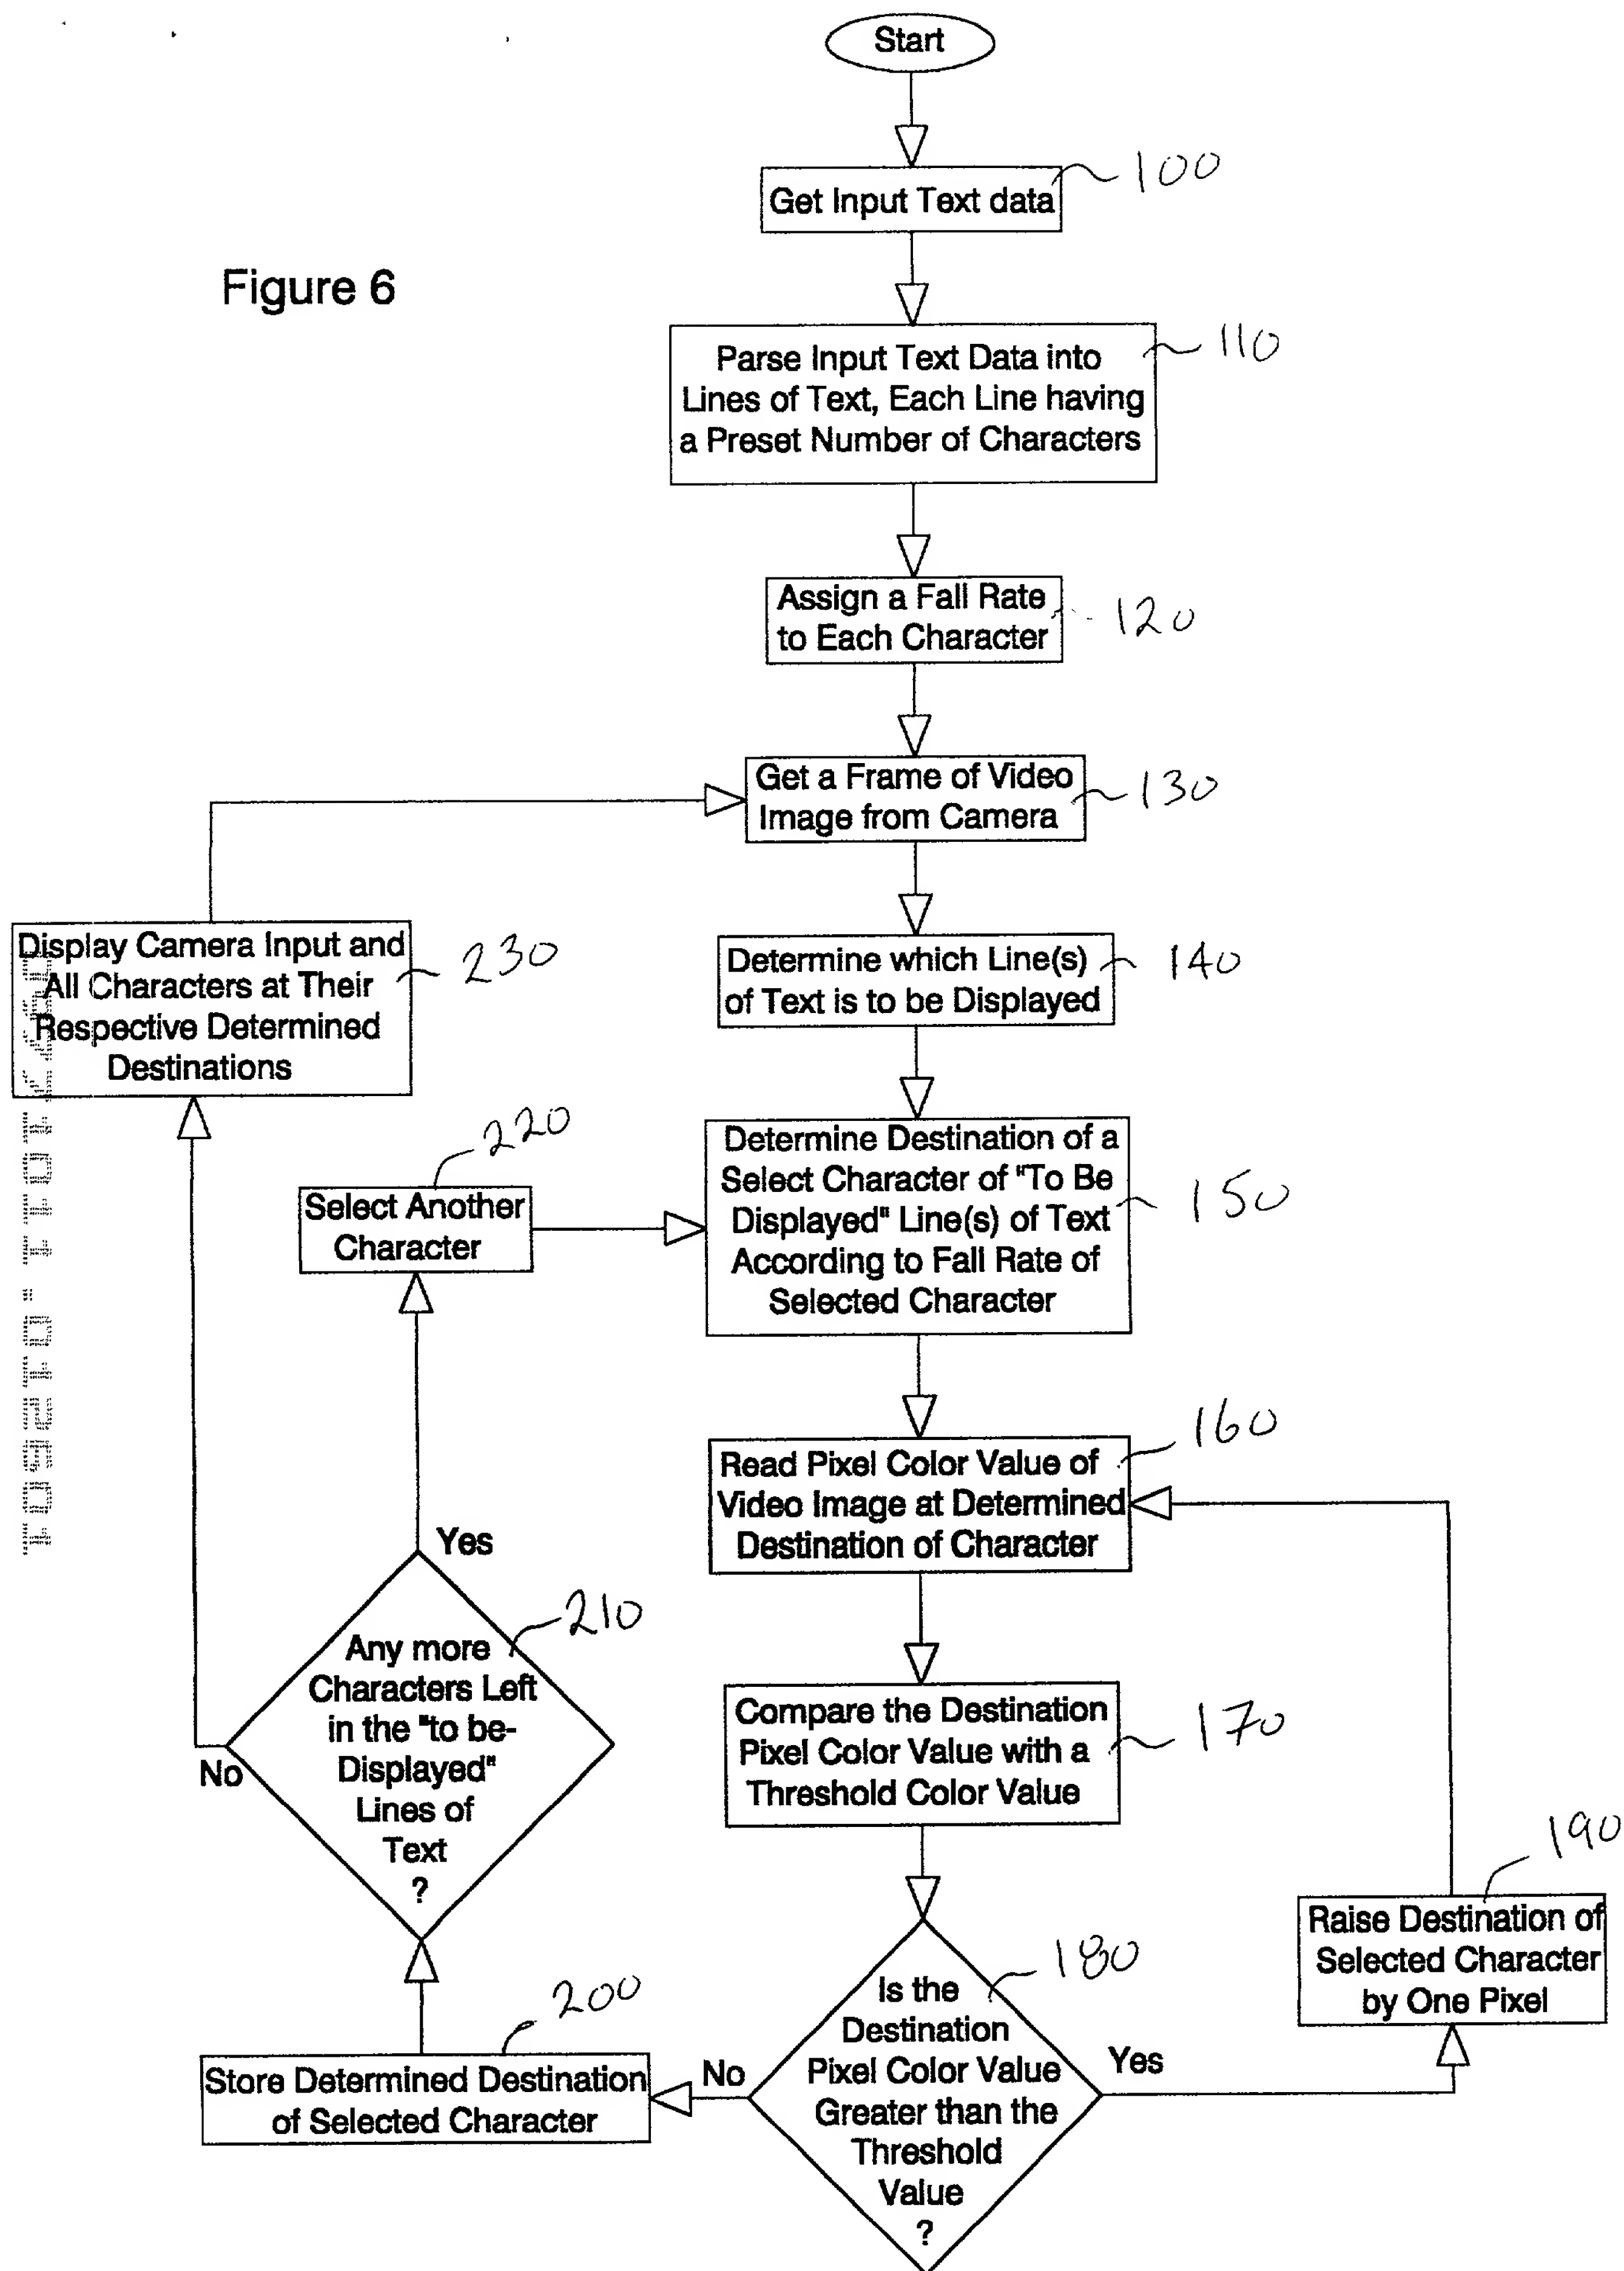 Start
Get Input Text data
100
Figure 6
Parse Input Text Data into
Lines of Text, Each Line having
a Preset Number of Characters
110
Assign a Fall Rate
to Each Character
120
Get a Frame of Video
Image from Camera
130
Display Camera Input and
All Characters at Their
Respective Determined
Destinations
230
Determine which Line(s)
of Text is to be Displayed
140
Select Another
Character
220
Determine Destination of a
Select Character of "To Be
Displayed" Line(s) of Text
According to Fall Rate of
Selected Character
150
Read Pixel Color Value of
Video Image at Determined
Destination of Character
160
Yes
Any more
Characters Left
in the "to be-
Displayed"
Lines of
Text
?
210
No
Compare the Destination
Pixel Color Value with a
Threshold Color Value
170
Raise Destination of
Selected Character
by One Pixel
190
Is the
Destination
Pixel Color Value
Greater than the
Threshold
Value
?
180
Yes
No
Store Determined Destination
of Selected Character
200